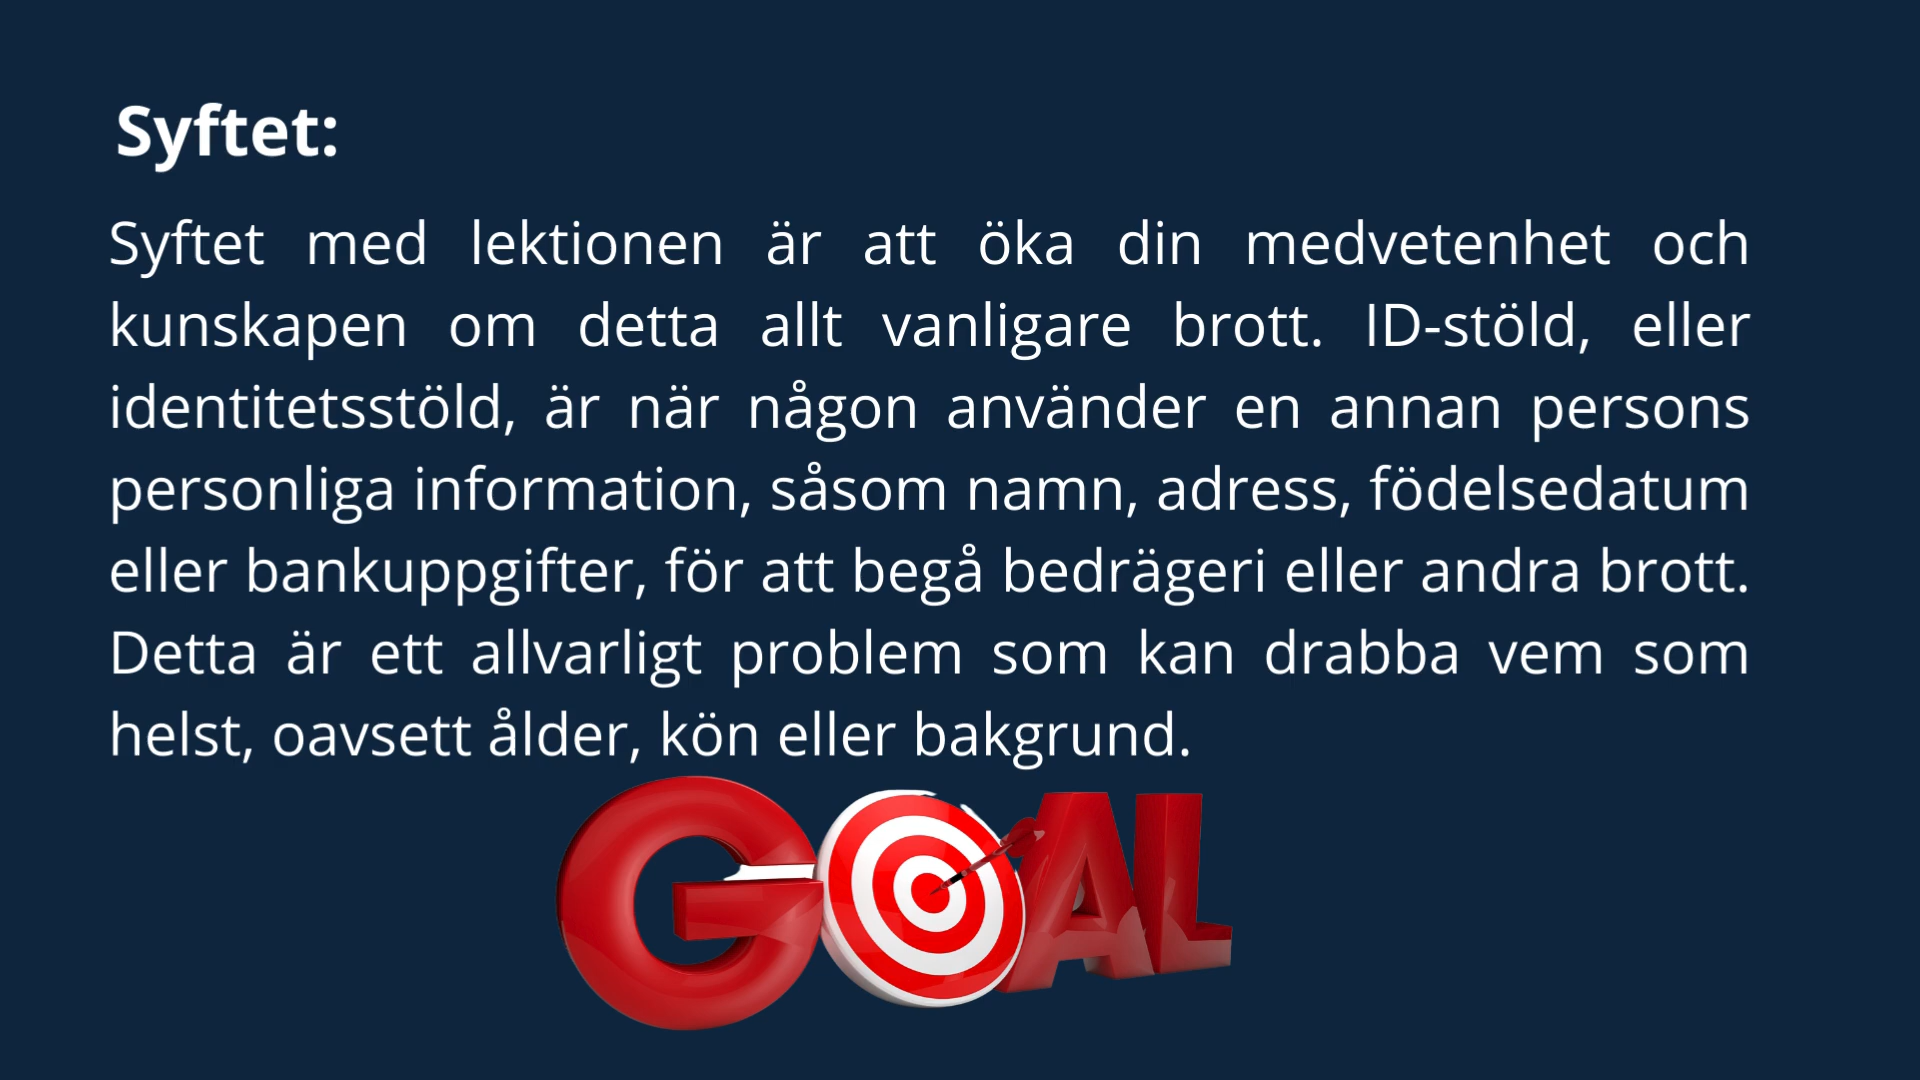 Syftet:
Syftet med lektionen är att öka din medvetenhet och
kunskapen om detta allt vanligare brott. ID-stöld, eller
identitetsstöld, är när någon använder en annan persons
personliga information, såsom namn, adress, födelsedatum
eller bankuppgifter, för att begå bedrägeri eller andra brott.
Detta är ett allvarligt problem som kan drabba vem som
helst, oavsett ålder, kön eller bakgrund.
GOAL